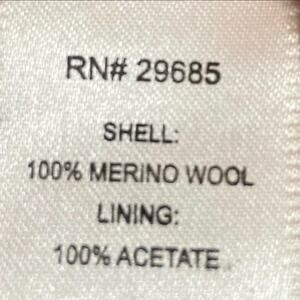 RN# 29685
SHELL:
100% MERINO WOOL
LINING:
100% ACETATE